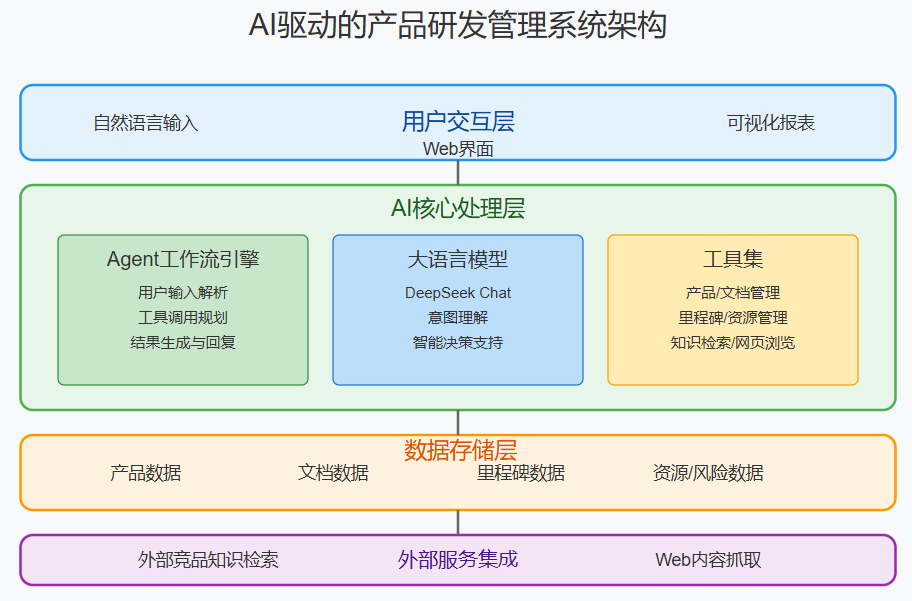 AI驱动的产品研发管理系统架构
自然语言输入 用户交互层 可视化报表
Web界面
AI核心处理层
Agent工作流引擎
用户输入解析
工具调用规划
结果生成与回复
大语言模型
DeepSeek Chat
意图理解
智能决策支持
工具集
产品/文档管理
里程碑/资源管理
知识检索/网页浏览
数据存储层
产品数据 文档数据 里程碑数据 资源/风险数据
外部竞品知识检索 外部服务集成 Web内容抓取